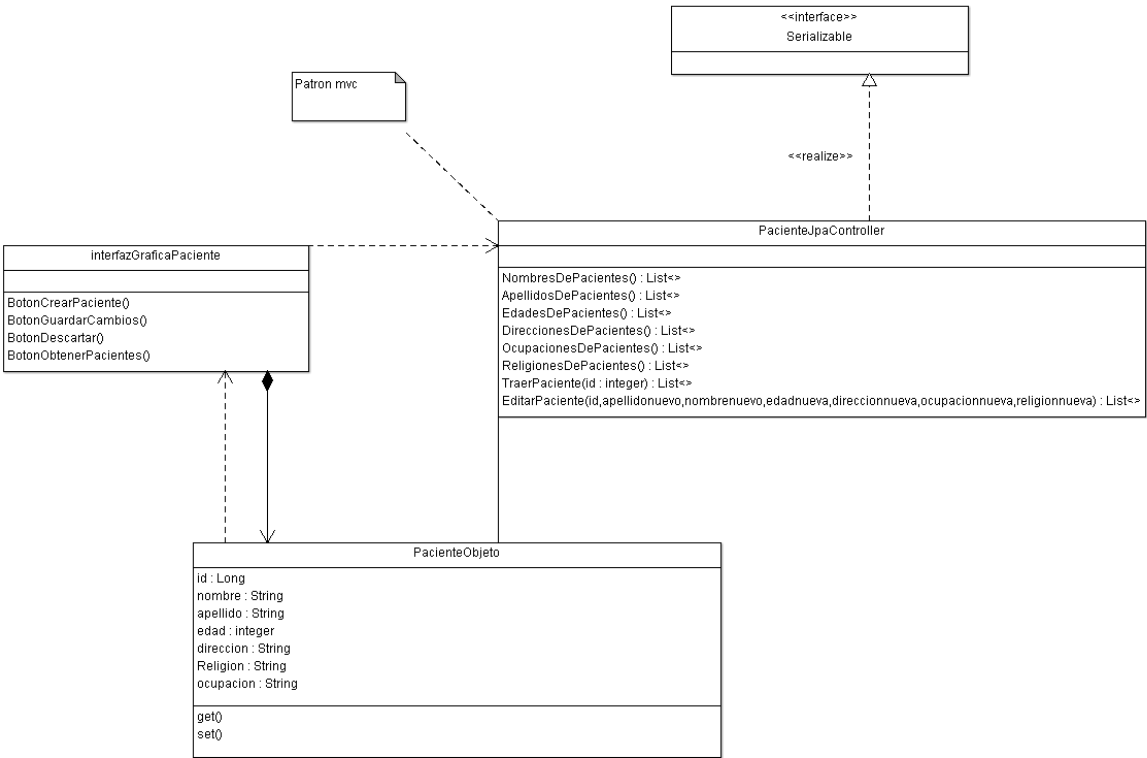 <<interface>>
Serializable
Patron mvc
<<realize>>
PacienteJpaController
NombresDePacientes() : List<>
ApellidosDePacientes() : List<>
EdadesDePacientes() : List<>
DireccionesDePacientes() : List<>
OcupacionesDePacientes() : List<>
ReligionesDePacientes() : List<>
TraerPaciente(id : integer) : List<>
EditarPaciente(id,apellidonuevo,nombrenuevo,edadnueva,direccionnueva,ocupacionnueva,religionnueva) : List<>
interfazGraficaPaciente
BotonCrearPaciente()
BotonGuardarCambios()
BotonDescartar()
BotonObtenerPacientes()
PacienteObjeto
id : Long
nombre : String
apellido : String
edad : integer
direccion : String
Religion : String
ocupacion : String
get()
set()